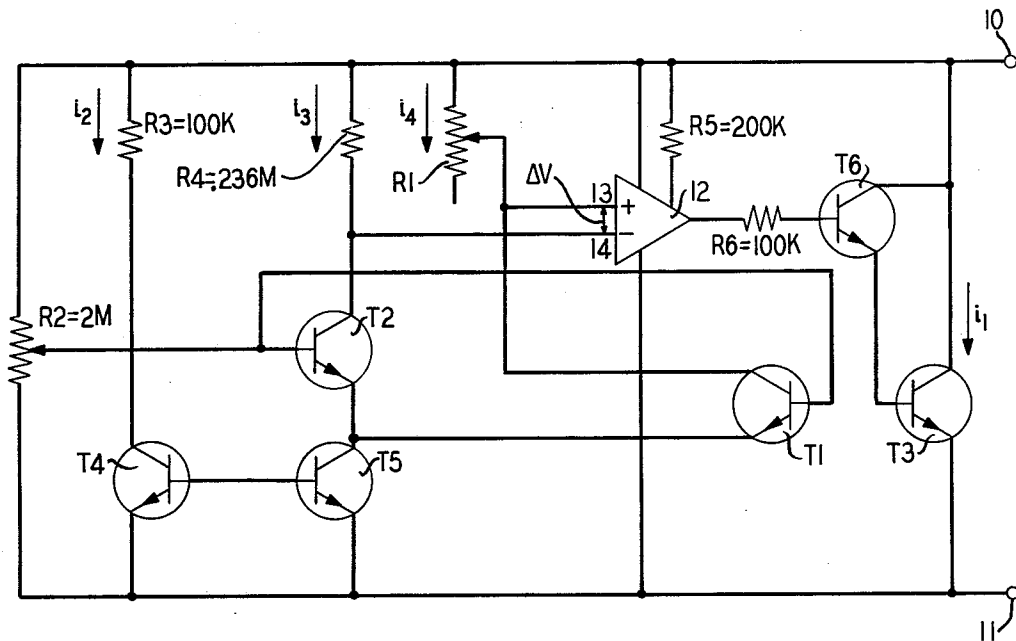 10
i2
R3=100K
i3
R4=.236M
i4
R1
R5=200K
ΔV
13
+
12
−
14
T6
R6=100K
R2=2M
T2
i1
T4
T5
T1
T3
11